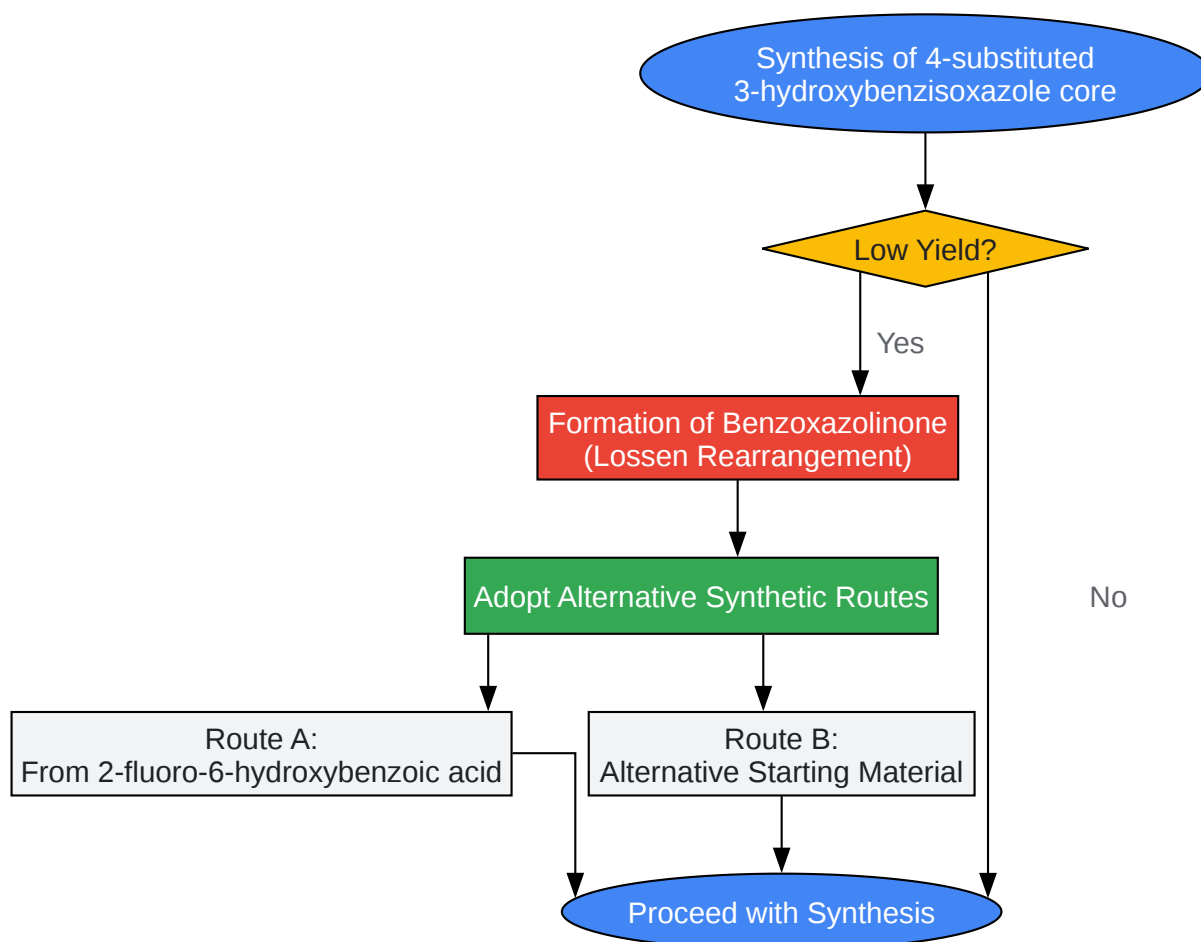 Synthesis of 4-substituted
3-hydroxybenzisoxazole core
Low Yield?
Yes
Formation of Benzoxazolinone
(Lossen Rearrangement)
Adopt Alternative Synthetic Routes
No
Route A:
From 2-fluoro-6-hydroxybenzoic acid
Route B:
Alternative Starting Material
Proceed with Synthesis